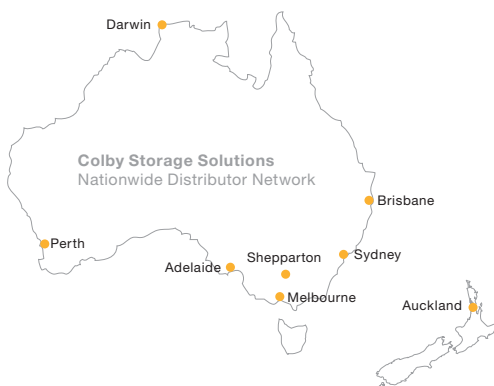 Darwin
Colby Storage Solutions
Nationwide Distributor Network
Brisbane
Perth
Sydney
Shepparton
Adelaide
Melbourne
Auckland